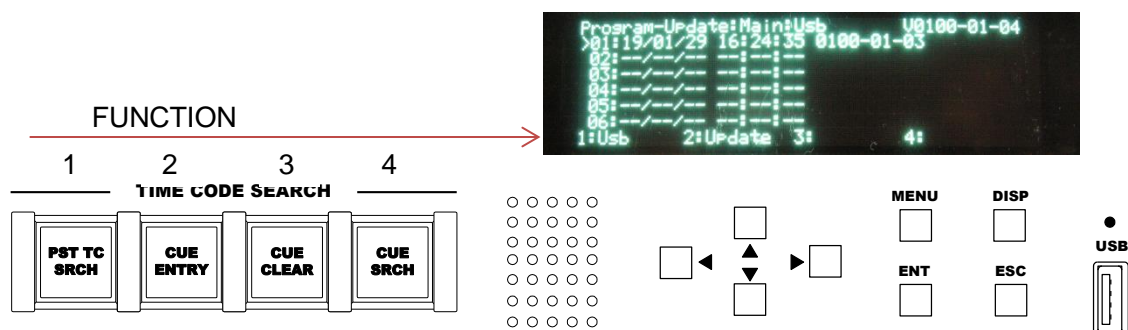 Program-Update:Main:Usb V0100-01-04
>01:19/01/29 16:24:35 0100-01-03
02:--/--/-- --:--:--
03:--/--/-- --:--:--
04:--/--/-- --:--:--
05:--/--/-- --:--:--
06:--/--/-- --:--:--
1:Usb 2:Update 3: 4:
FUNCTION
1 2 3 4
TIME CODE SEARCH
PST TC
SRCH
CUE
ENTRY
CUE
CLEAR
CUE
SRCH
MENU DISP
ENT ESC
USB